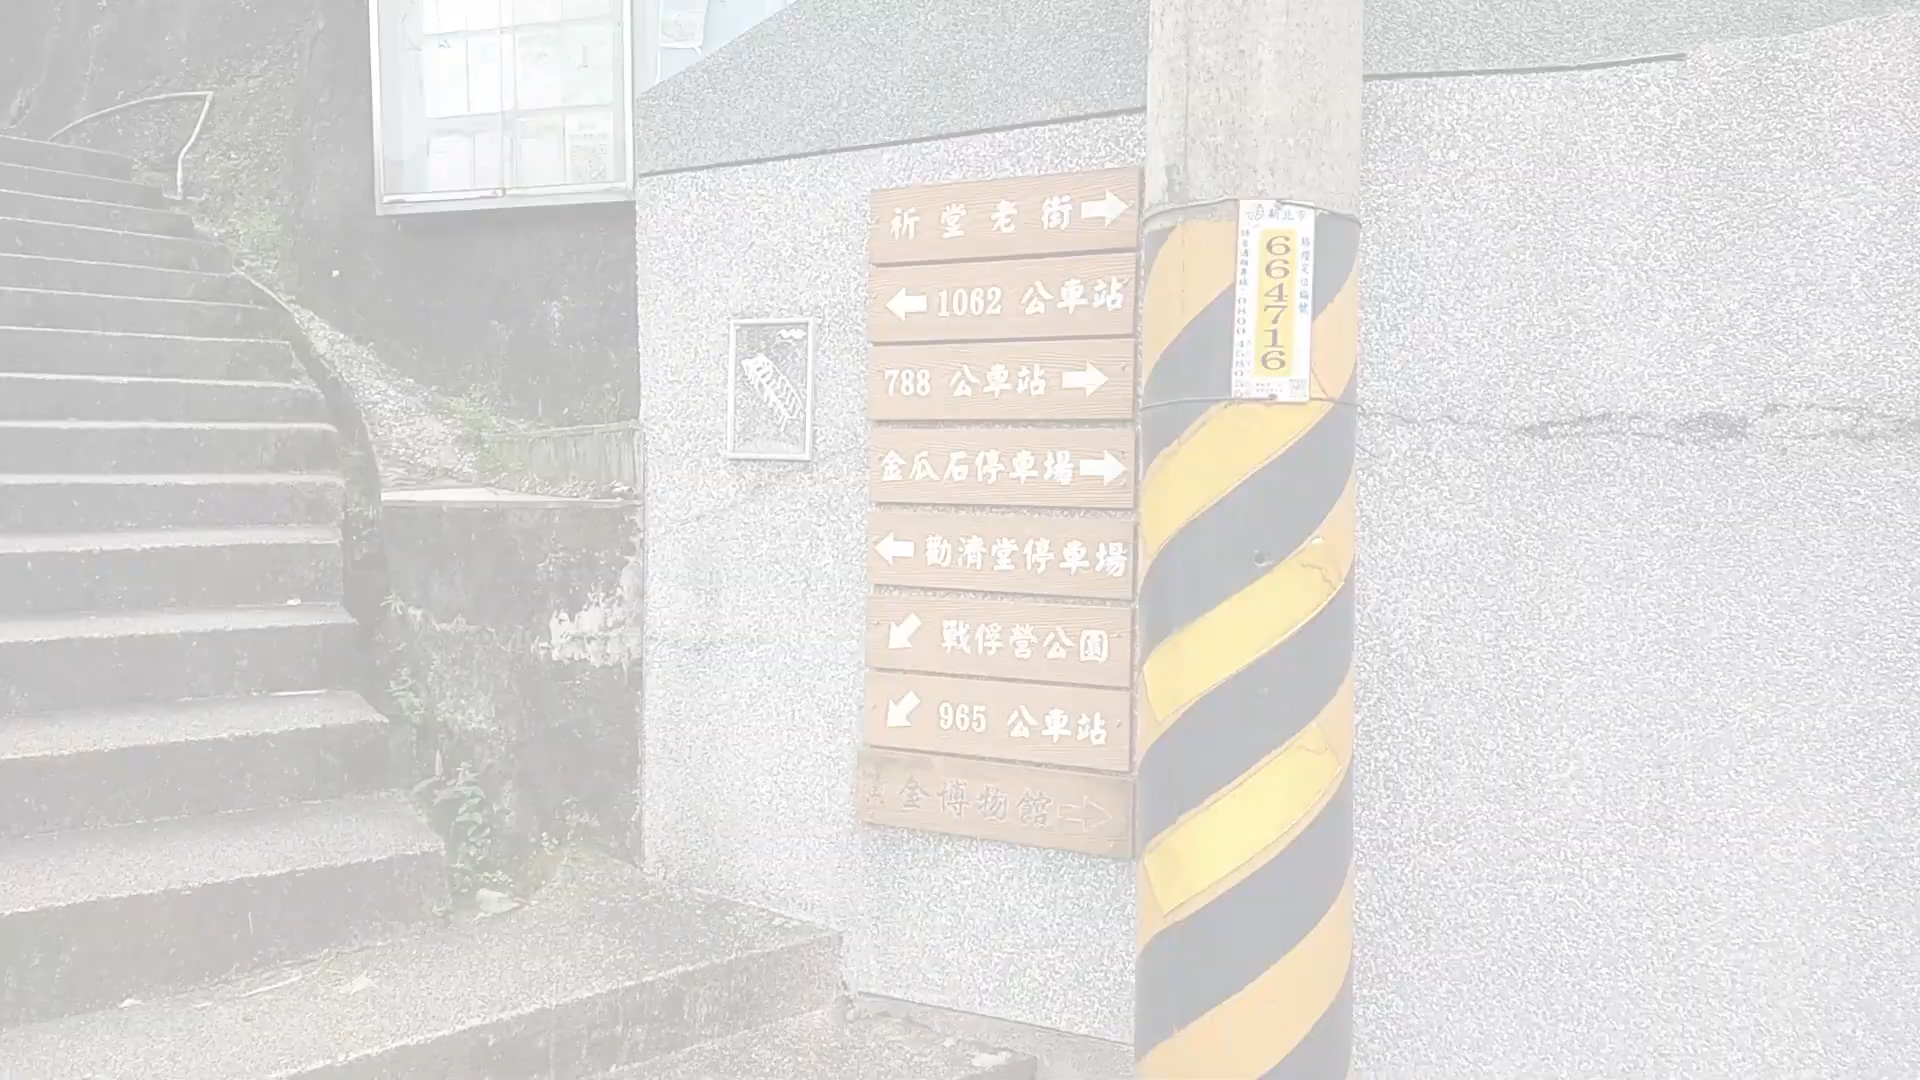 祈堂老街→
←1062 公車站
788 公車站→
金瓜石停車場→
←勸濟堂停車場
↙戰俘營公園
↙965 公車站
黃金博物館→
新北市
664716